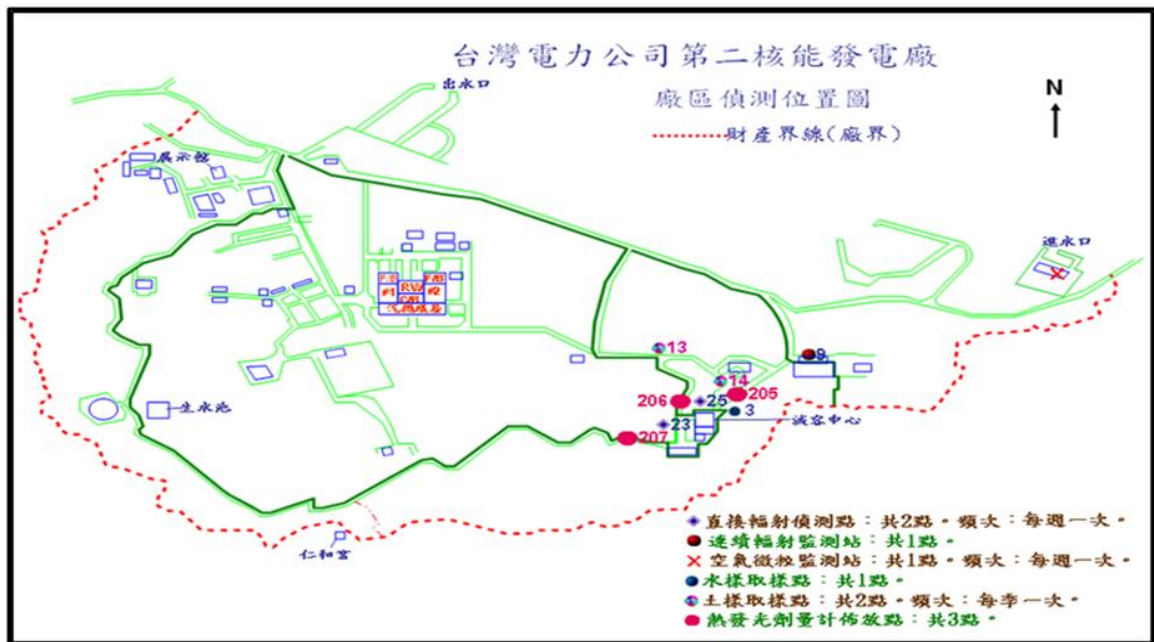 台灣電力公司第二核能發電廠
廠區偵測位置圖
財產界線(廠界)
N
出水口
展示館
進水口
#1
RW
#2
C/B
13
9
14
205
206
25
3
23
減容中心
207
生水池
仁和宮
直接輻射偵測點：共2點。頻次：每週一次。
連續輻射監測站：共1點。
空氣微粒監測站：共1點。頻次：每週一次。
水樣取樣點：共1點。
土樣取樣點：共2點。頻次：每季一次。
熱發光劑量計佈放點：共3點。